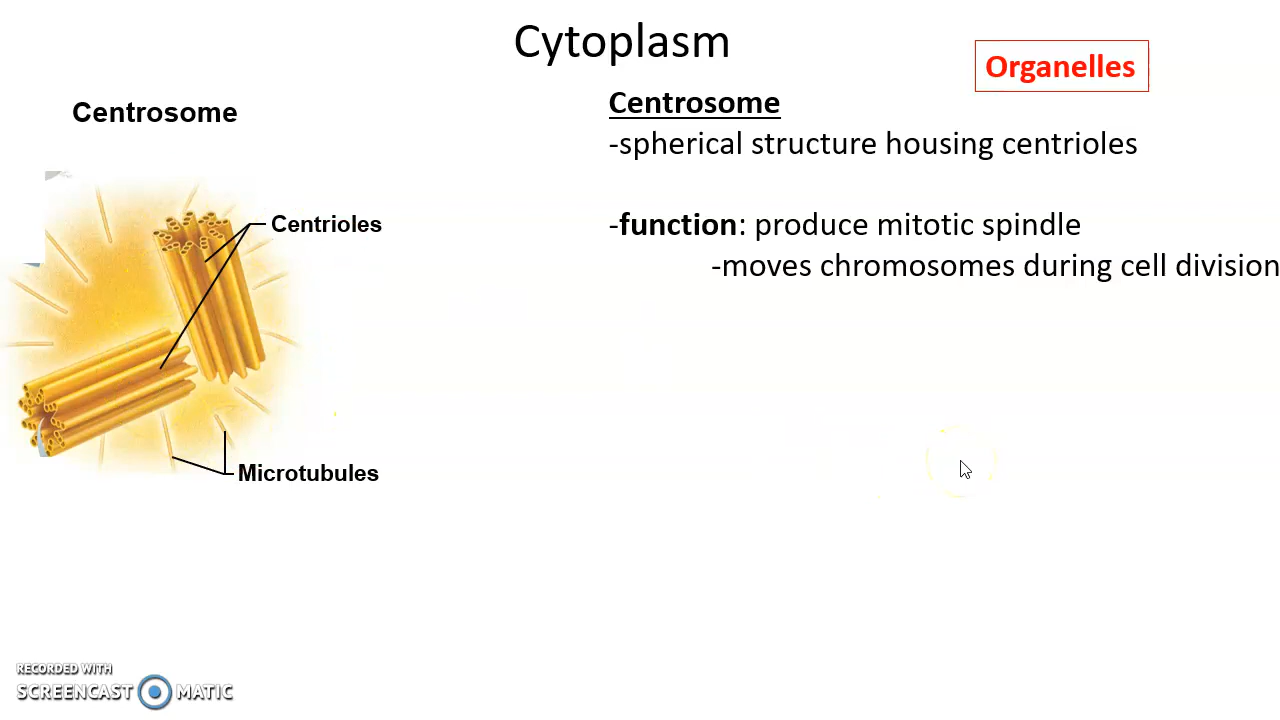 Cytoplasm
Organelles
Centrosome
Centrioles
Microtubules
Centrosome
-spherical structure housing centrioles
-function: produce mitotic spindle
-moves chromosomes during cell division
RECORDED WITH
SCREENCAST MATIC